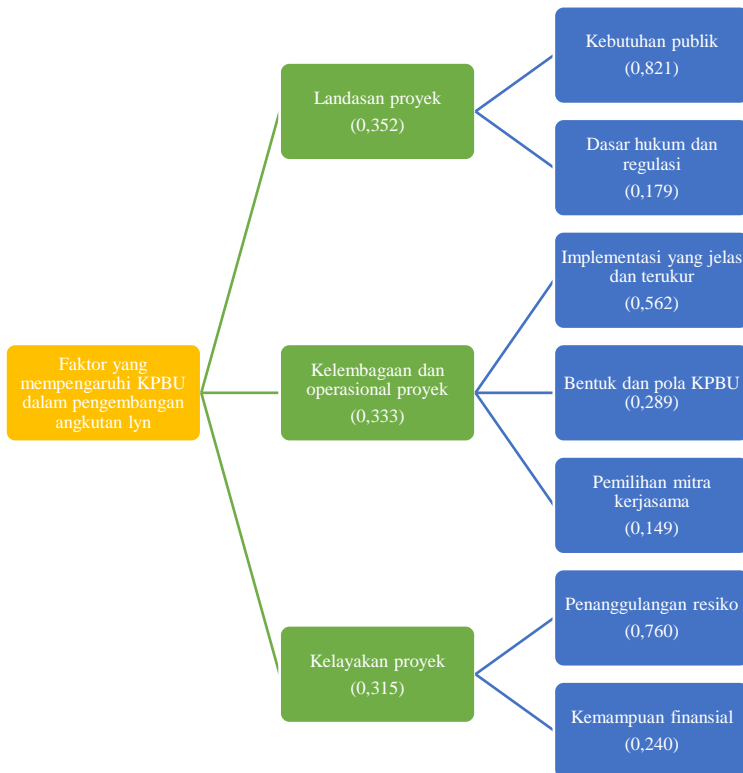 Kebutuhan publik
(0,821)
Landasan proyek
(0,352)
Dasar hukum dan
regulasi
(0,179)
Implementasi yang jelas
dan terukur
(0,562)
Faktor yang
mempengaruhi KPBU
dalam pengembangan
angkutan lyn
Kelembagaan dan
operasional proyek
(0,333)
Bentuk dan pola KPBU
(0,289)
Pemilihan mitra
kerjasama
(0,149)
Penanggulangan resiko
(0,760)
Kelayakan proyek
(0,315)
Kemampuan finansial
(0,240)